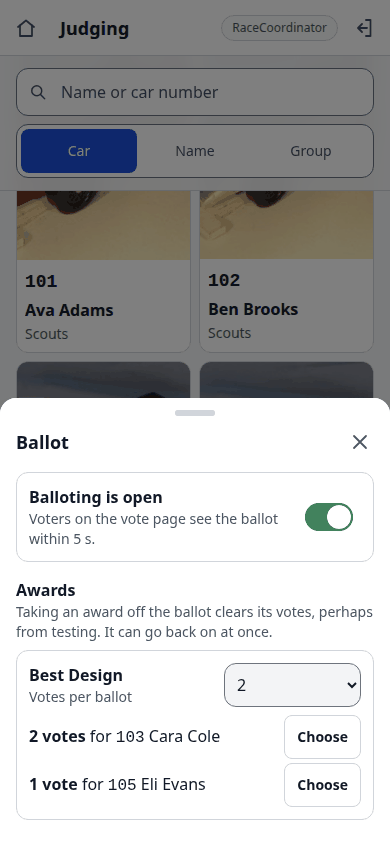 Judging
RaceCoordinator
Name or car number
Car
Name
Group
101
Ava Adams
Scouts
102
Ben Brooks
Scouts
Ballot
Balloting is open
Voters on the vote page see the ballot
within 5 s.
Awards
Taking an award off the ballot clears its votes, perhaps
from testing. It can go back on at once.
Best Design
Votes per ballot
2
2 votes for 103 Cara Cole
Choose
1 vote for 105 Eli Evans
Choose